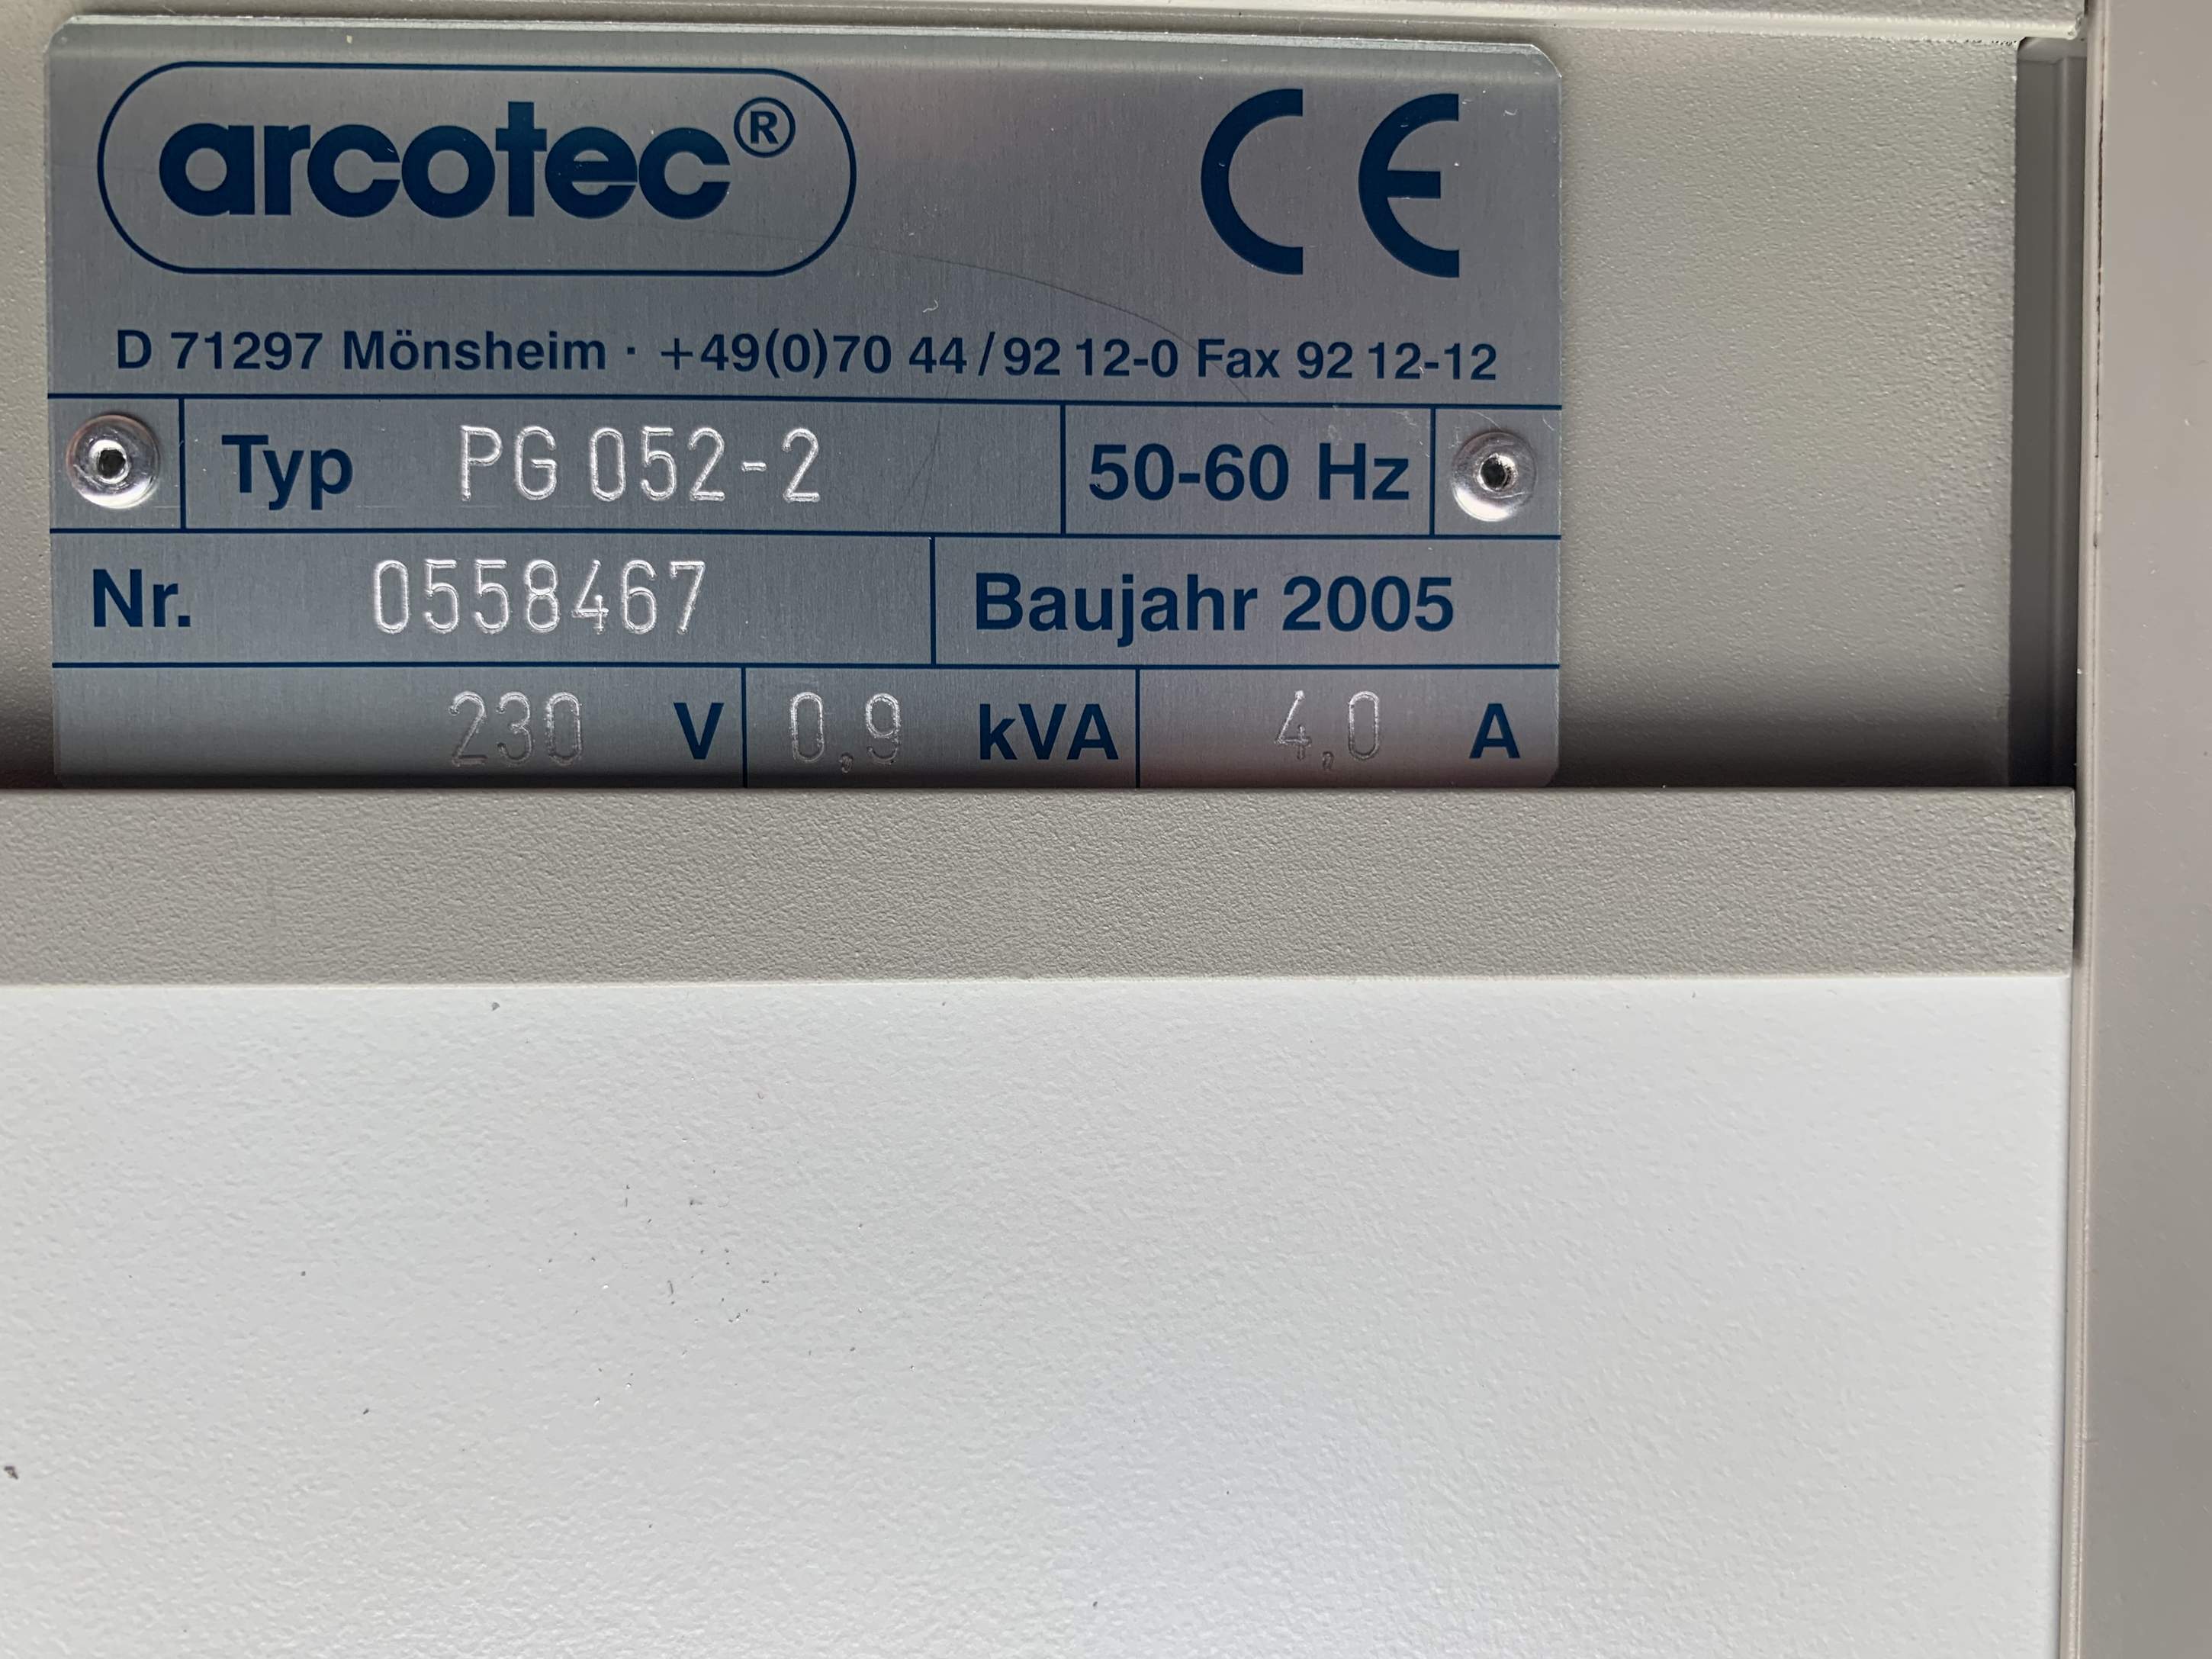 arcotec®
CE
D 71297 Mönsheim · +49(0)70 44/92 12-0 Fax 92 12-12
Typ PG 052-2 50-60 Hz
Nr. 0558467 Baujahr 2005
230 V 0,9 kVA 4,0 A